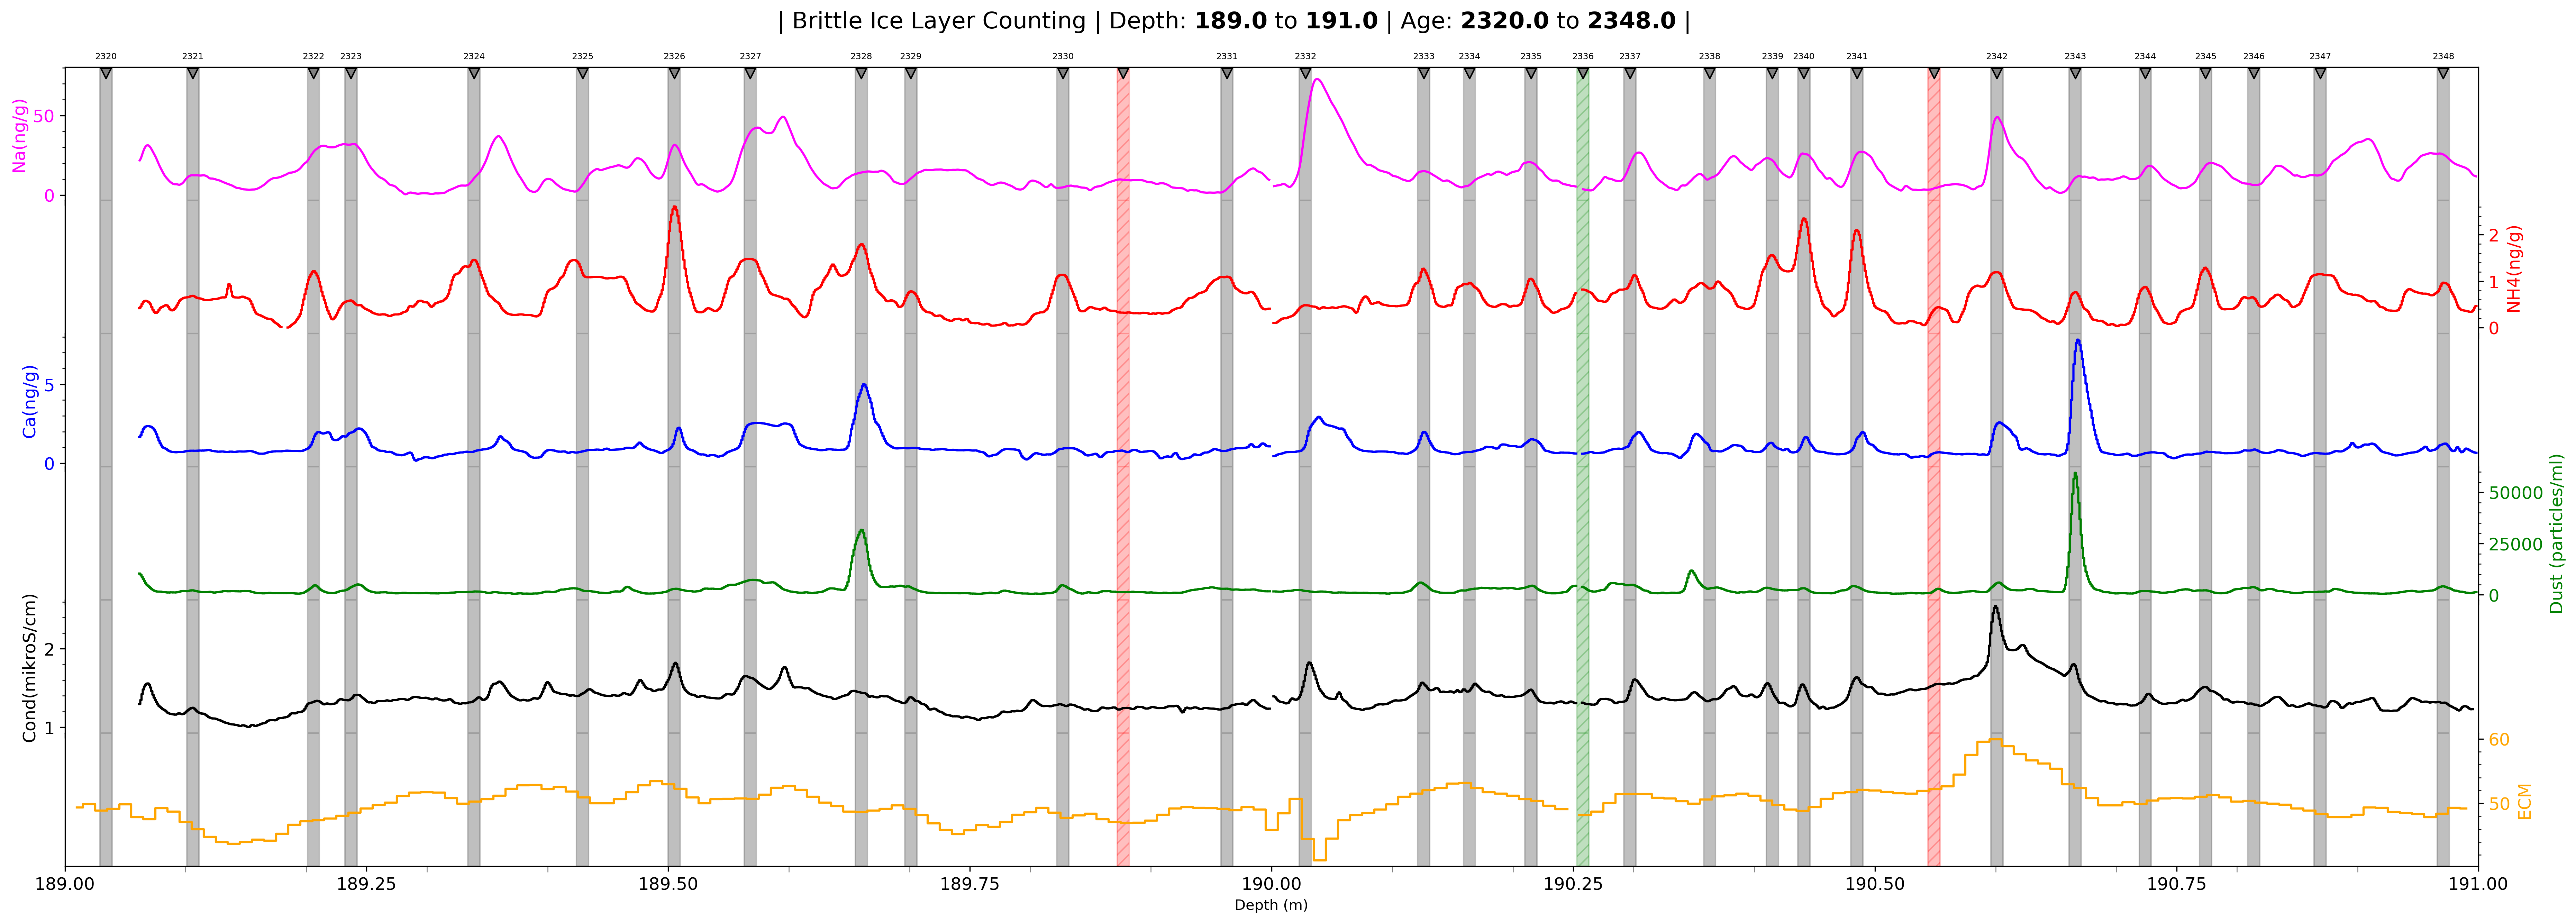 | Brittle Ice Layer Counting | Depth: 189.0 to 191.0 | Age: 2320.0 to 2348.0 |
2320 2321 2322 2323 2324 2325 2326 2327 2328 2329 2330 2331 2332 2333 2334 2335 2336 2337 2338 2339 2340 2341 2342 2343 2344 2345 2346 2347 2348
Na(ng/g)
50
0
NH4(ng/g)
2
1
0
Ca(ng/g)
5
0
Dust (particles/ml)
50000
25000
0
Cond(mikroS/cm)
2
1
ECM
60
50
189.00 189.25 189.50 189.75 190.00 190.25 190.50 190.75 191.00
Depth (m)